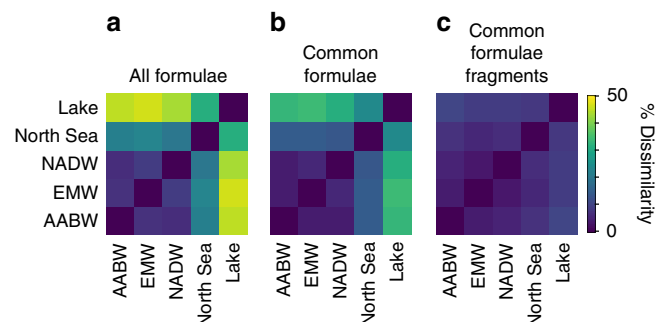 a
b
c
All formulae
Common
formulae
Common
formulae
fragments
Lake
North Sea
NADW
EMW
AABW
50
0
% Dissimilarity
AABW
EMW
NADW
North Sea
Lake
AABW
EMW
NADW
North Sea
Lake
AABW
EMW
NADW
North Sea
Lake